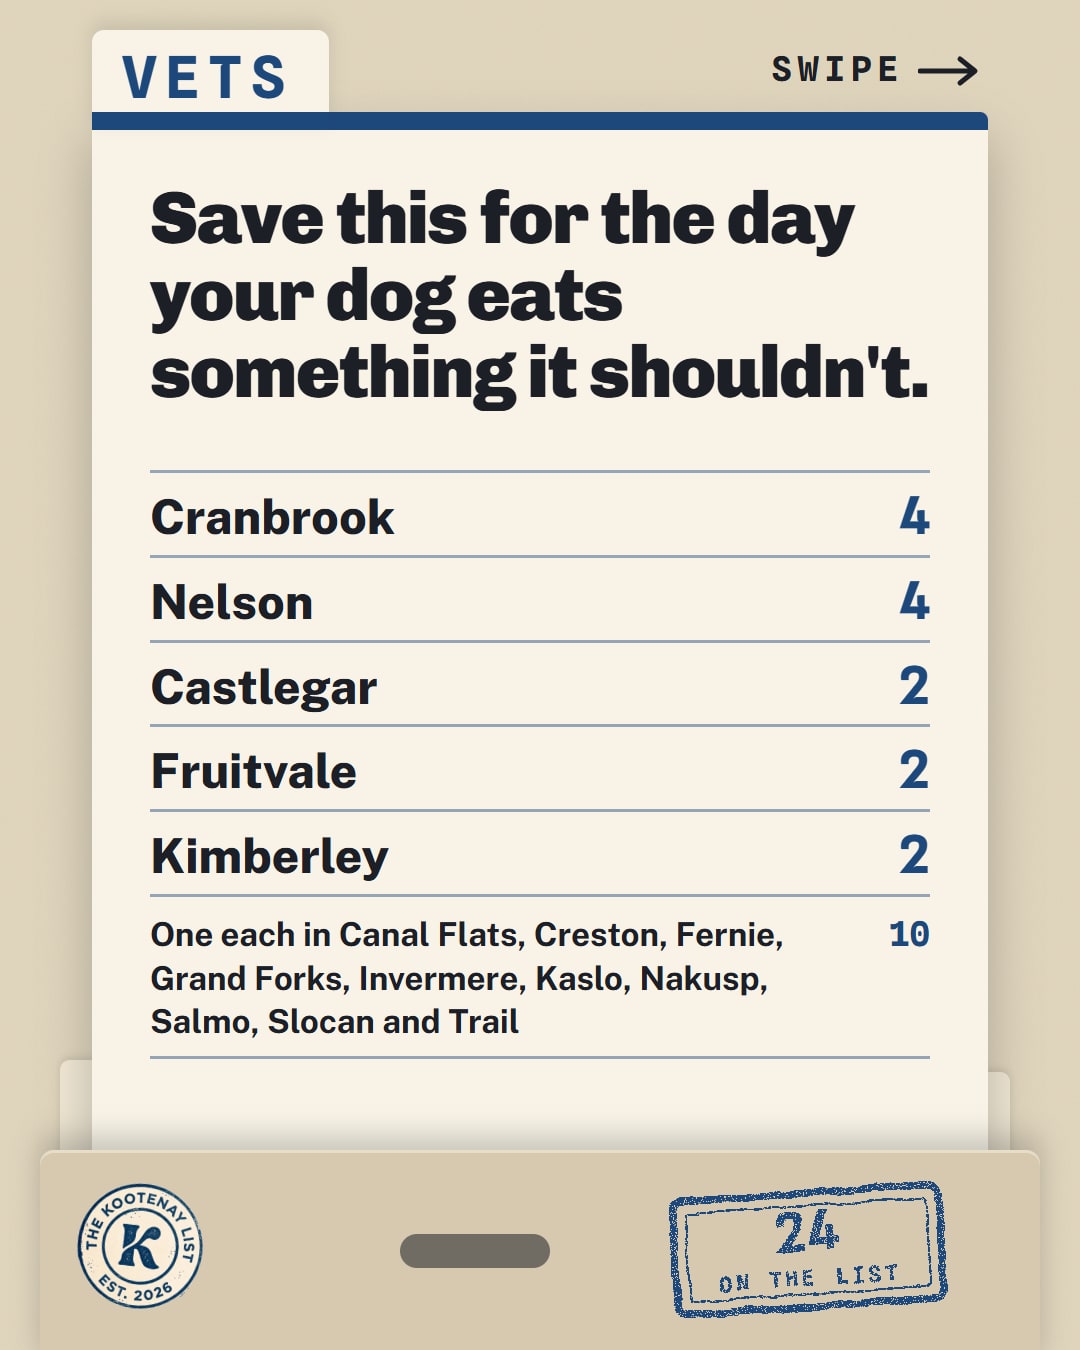 VETS
SWIPE
Save this for the day
your dog eats
something it shouldn't.
Cranbrook 4
Nelson 4
Castlegar 2
Fruitvale 2
Kimberley 2
One each in Canal Flats, Creston, Fernie, 10
Grand Forks, Invermere, Kaslo, Nakusp,
Salmo, Slocan and Trail
THE KOOTENAY LIST
K
EST. 2026
24
ON THE LIST